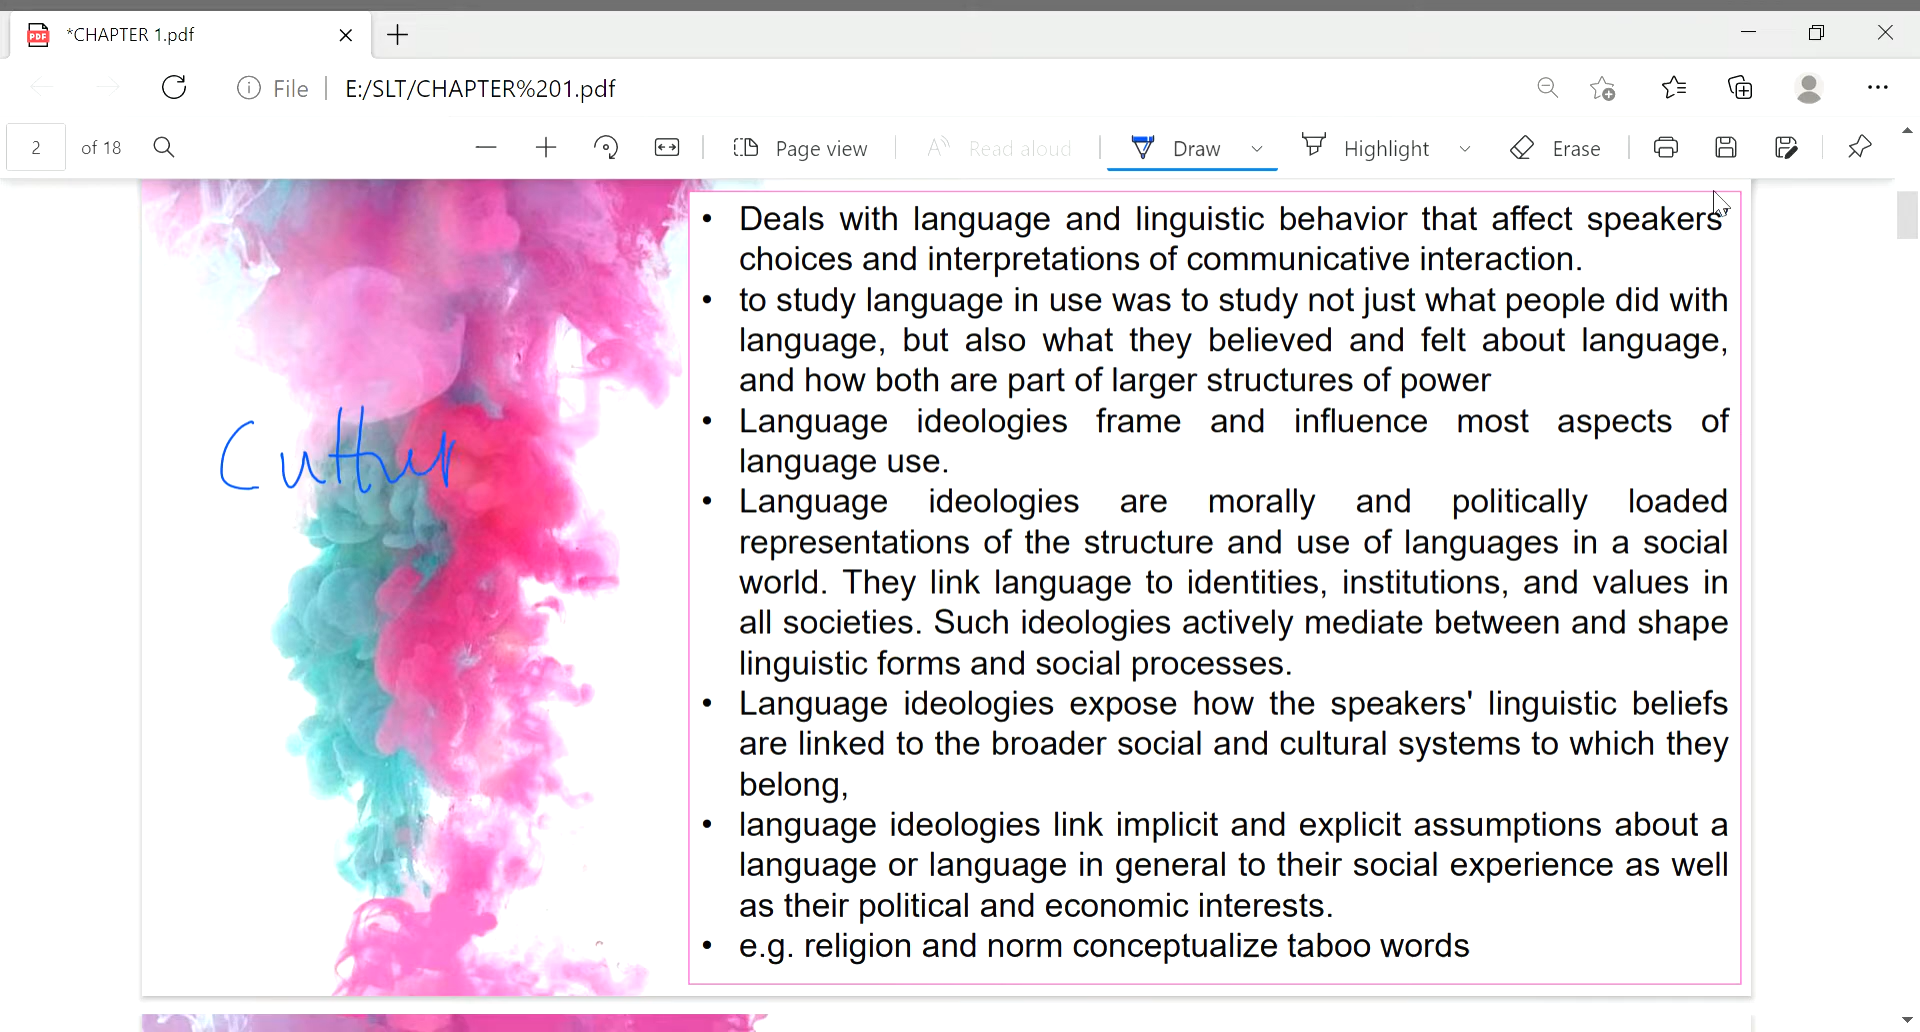 *CHAPTER 1.pdf
File
E:/SLT/CHAPTER%201.pdf
2 of 18
Page view
Read aloud
Draw
Highlight
Erase
• Deals with language and linguistic behavior that affect speakers'
choices and interpretations of communicative interaction.
• to study language in use was to study not just what people did with
language, but also what they believed and felt about language,
and how both are part of larger structures of power
• Language ideologies frame and influence most aspects of
language use.
• Language ideologies are morally and politically loaded
representations of the structure and use of languages in a social
world. They link language to identities, institutions, and values in
all societies. Such ideologies actively mediate between and shape
linguistic forms and social processes.
• Language ideologies expose how the speakers' linguistic beliefs
are linked to the broader social and cultural systems to which they
belong,
• language ideologies link implicit and explicit assumptions about a
language or language in general to their social experience as well
as their political and economic interests.
• e.g. religion and norm conceptualize taboo words